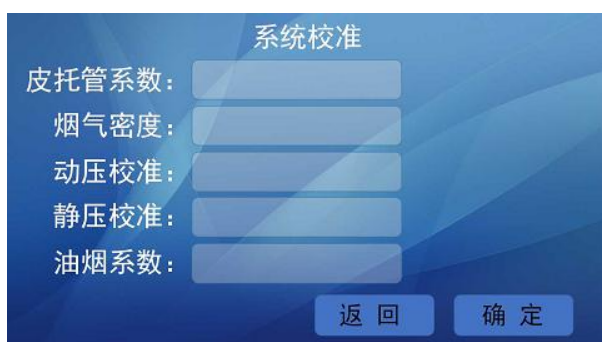 系统校准
皮托管系数：
烟气密度：
动压校准：
静压校准：
油烟系数：
返 回 确 定